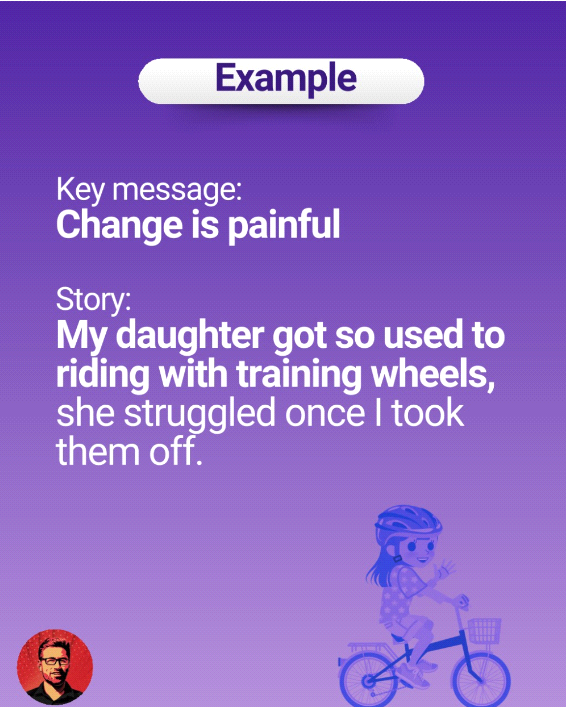 Example
Key message:
Change is painful
Story:
My daughter got so used to
riding with training wheels,
she struggled once I took
them off.